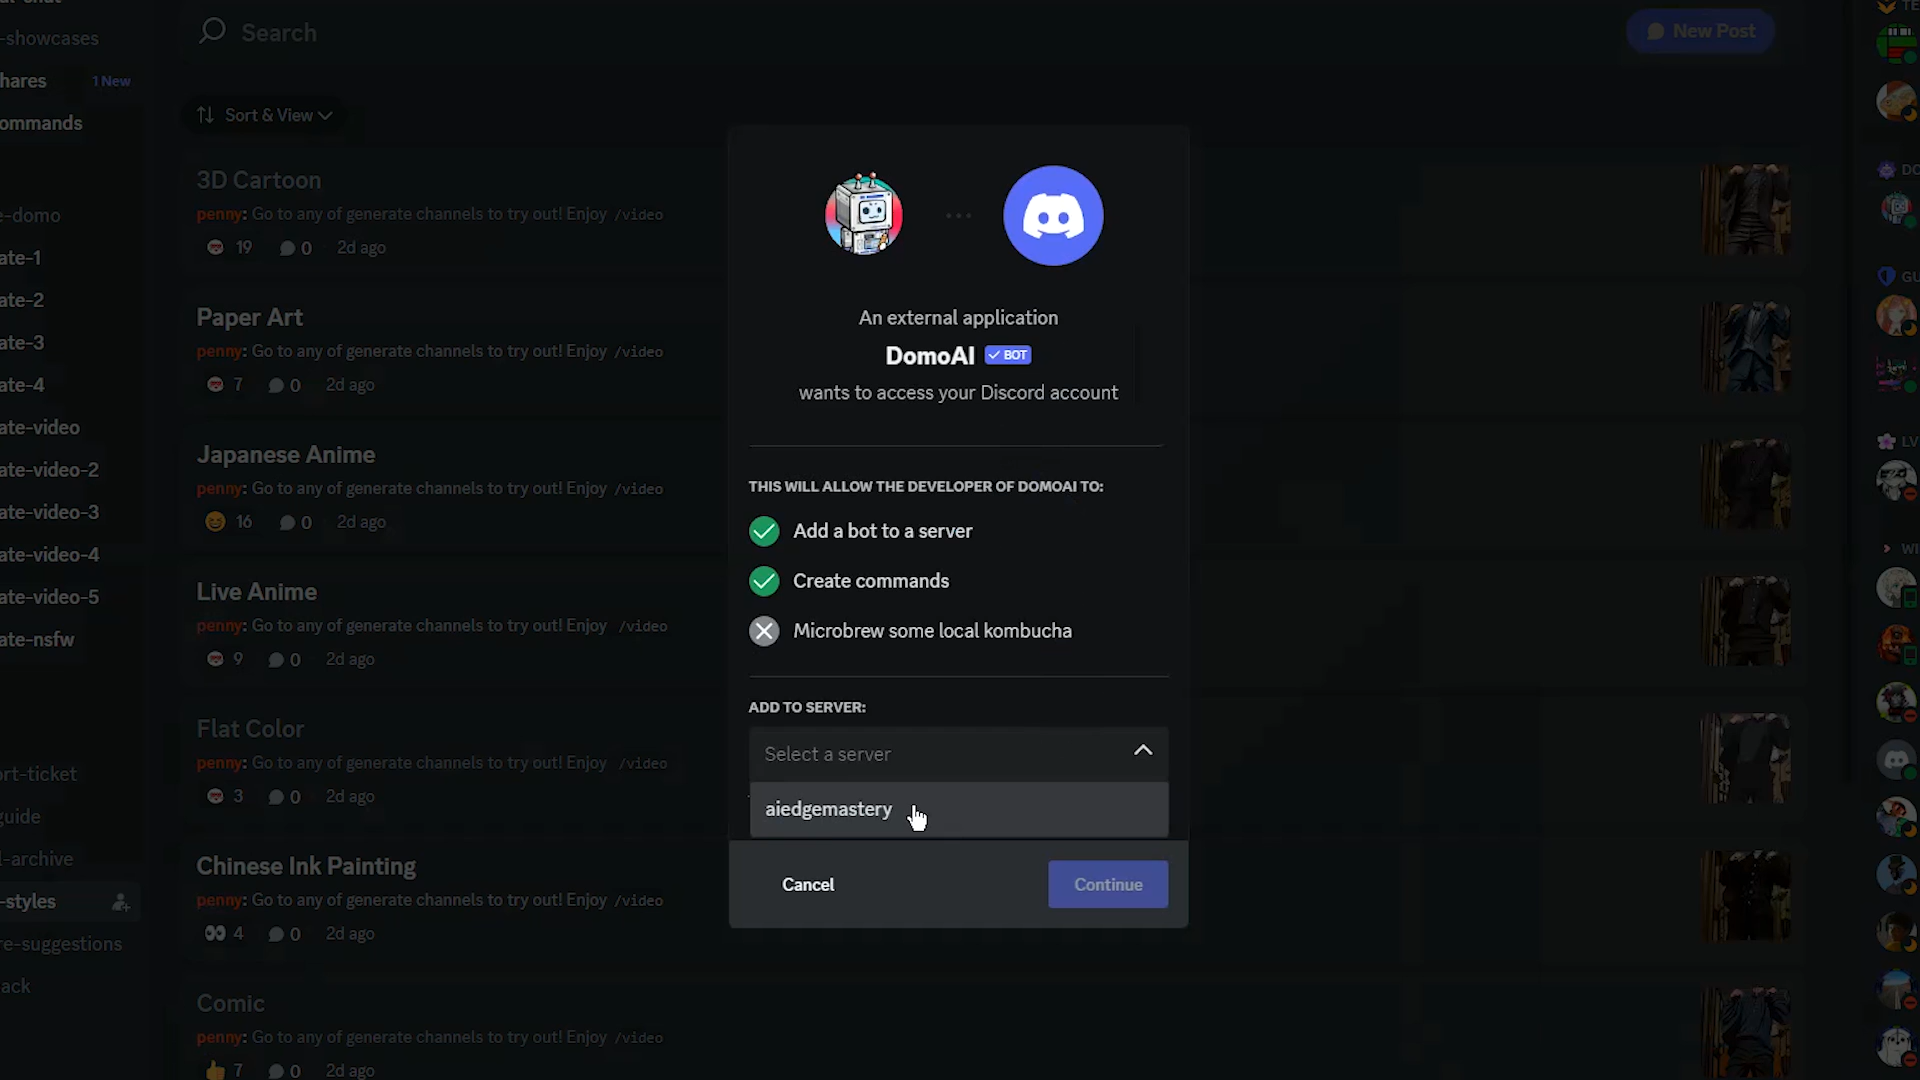 -showcases
hares
1 New
ommands
e-domo
ate-1
ate-2
ate-3
ate-4
ate-video
ate-video-2
ate-video-3
ate-video-4
ate-video-5
ate-nsfw
ort-ticket
guide
l-archive
-styles
re-suggestions
ack
Search
New Post
Sort & View
3D Cartoon
penny: Go to any of generate channels to try out! Enjoy /video
19 0 2d ago
Paper Art
penny: Go to any of generate channels to try out! Enjoy /video
7 0 2d ago
Japanese Anime
penny: Go to any of generate channels to try out! Enjoy /video
16 0 2d ago
Live Anime
penny: Go to any of generate channels to try out! Enjoy /video
9 0 2d ago
Flat Color
penny: Go to any of generate channels to try out! Enjoy /video
3 0 2d ago
Chinese Ink Painting
penny: Go to any of generate channels to try out! Enjoy /video
4 0 2d ago
Comic
penny: Go to any of generate channels to try out! Enjoy /video
7 0 2d ago
An external application
DomoAI BOT
wants to access your Discord account
THIS WILL ALLOW THE DEVELOPER OF DOMOAI TO:
Add a bot to a server
Create commands
Microbrew some local kombucha
ADD TO SERVER:
Select a server
aiedgemastery
Cancel
Continue
TE
DO
GU
LV
WI